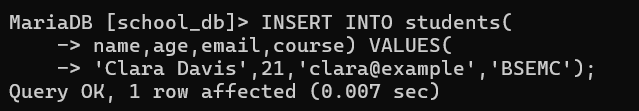 MariaDB [school_db]> INSERT INTO students(
    -> name,age,email,course) VALUES(
    -> 'Clara Davis',21,'clara@example','BSEMC');
Query OK, 1 row affected (0.007 sec)